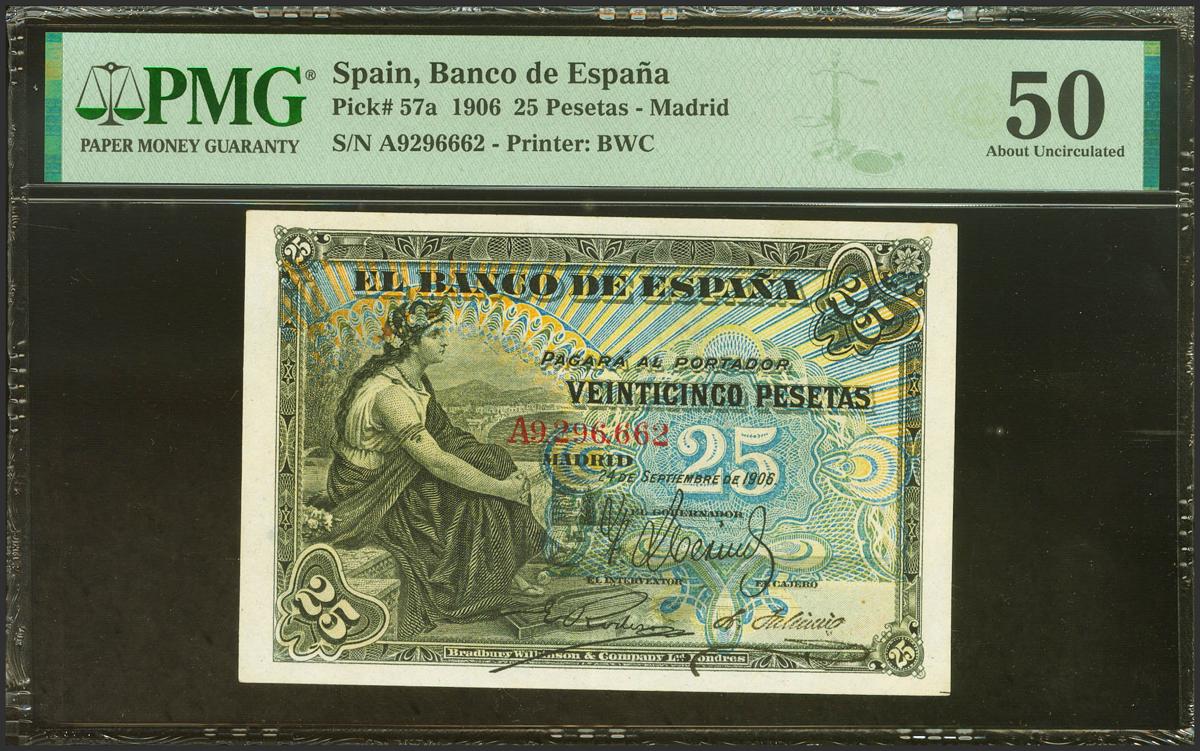 PMG®
PAPER MONEY GUARANTY
Spain, Banco de España
Pick# 57a 1906 25 Pesetas - Madrid
S/N A9296662 - Printer: BWC
50
About Uncirculated
25
EL BANCO DE ESPAÑA
25
PAGARÁ AL PORTADOR
VEINTICINCO PESETAS
A9,296,662
25
MADRID
24 DE SEPTIEMBRE DE 1906
EL GOBERNADOR
EL INTERVENTOR
EL CAJERO
25
Bradbury Wilkinson & Company Ld. Londres
25